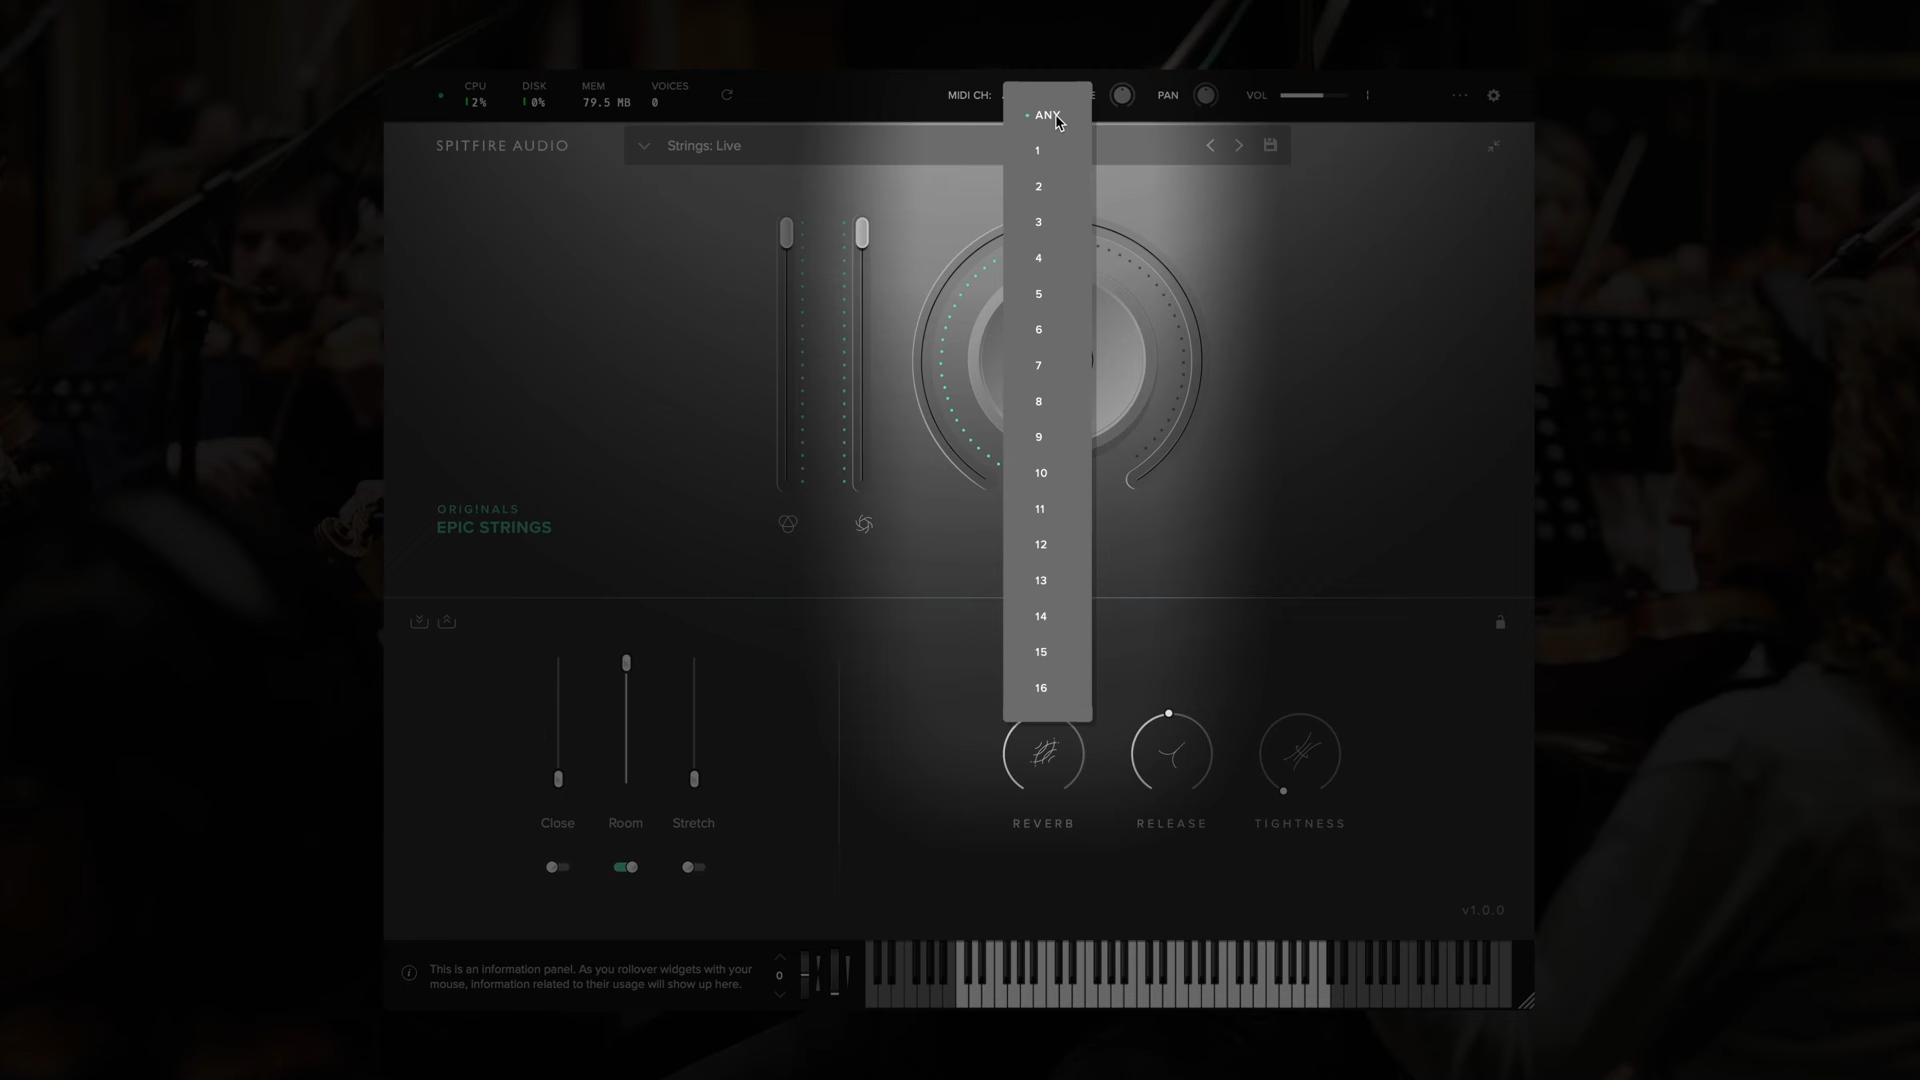 CPU
2%
DISK
0%
MEM
79.5 MB
VOICES
0
MIDI CH:
E
PAN
VOL
ANY
1
2
3
4
5
6
7
8
9
10
11
12
13
14
15
16
SPITFIRE AUDIO
Strings: Live
ORIG!NALS
EPIC STRINGS
Close
Room
Stretch
REVERB
RELEASE
TIGHTNESS
v1.0.0
This is an information panel. As you rollover widgets with your
mouse, information related to their usage will show up here.
0